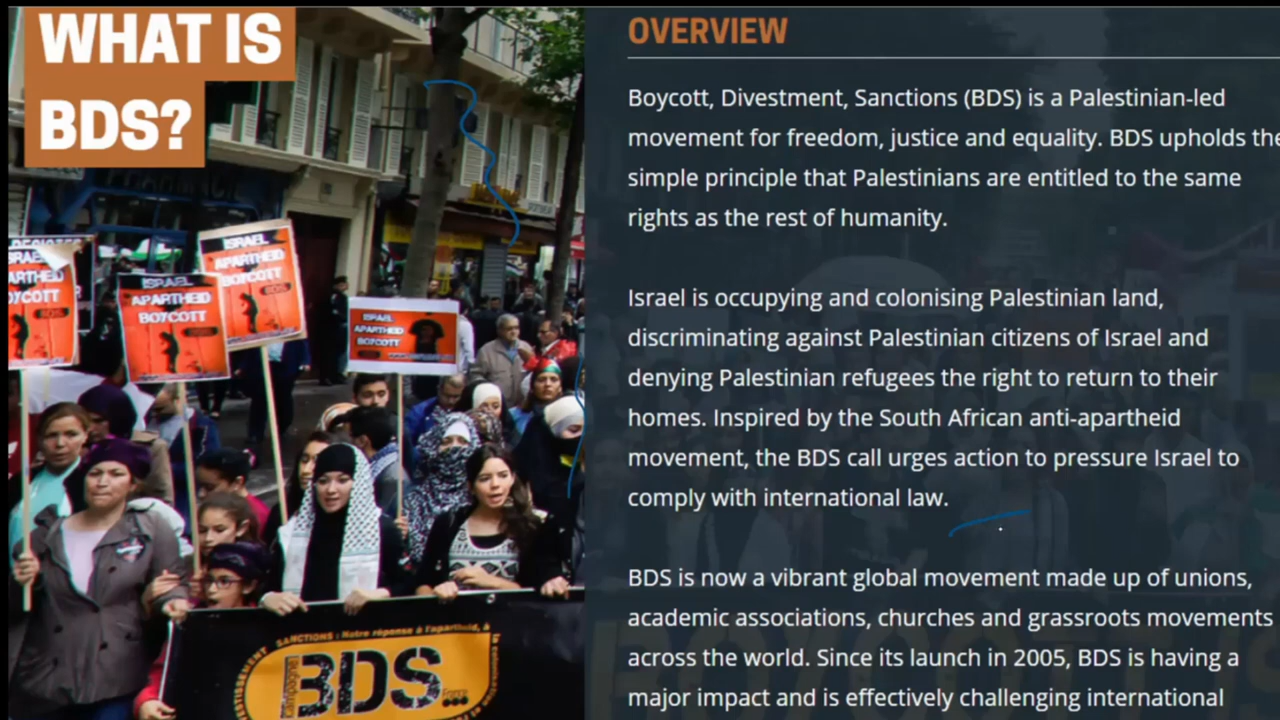 WHAT IS
BDS?
ISRAEL
APARTHEID
BOYCOTT
ISRAEL
APARTHEID
BOYCOTT
ISRAEL
APARTHEID
BOYCOTT
SANCTIONS : Notre réponse à l'apartheid, à
BDS
France
OVERVIEW
Boycott, Divestment, Sanctions (BDS) is a Palestinian-led
movement for freedom, justice and equality. BDS upholds the
simple principle that Palestinians are entitled to the same
rights as the rest of humanity.
Israel is occupying and colonising Palestinian land,
discriminating against Palestinian citizens of Israel and
denying Palestinian refugees the right to return to their
homes. Inspired by the South African anti-apartheid
movement, the BDS call urges action to pressure Israel to
comply with international law.
BDS is now a vibrant global movement made up of unions,
academic associations, churches and grassroots movements
across the world. Since its launch in 2005, BDS is having a
major impact and is effectively challenging international